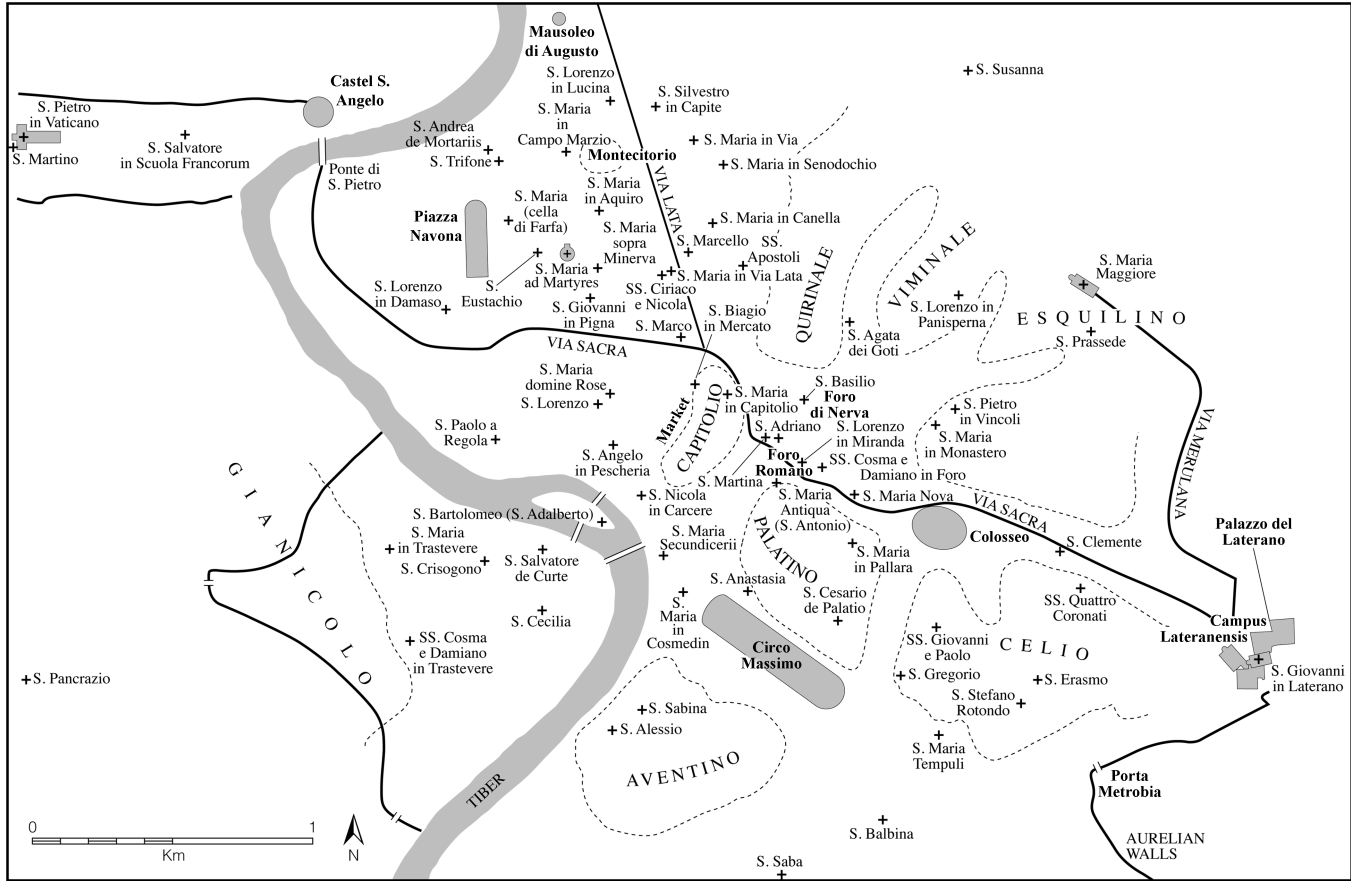 Mausoleo
di Augusto
S. Lorenzo
in Lucina
S. Silvestro
in Capite
S. Susanna
Castel S.
Angelo
S. Pietro
in Vaticano
S. Martino
S. Salvatore
in Scuola Francorum
Ponte di
S. Pietro
S. Andrea
de Mortariis
S. Trifone
S. Maria
in
Campo Marzio
Montecitorio
S. Maria in Via
S. Maria in Senodochio
VIA LATA
S. Maria
in Aquiro
S. Maria
(cella
di Farfa)
Piazza
Navona
S. Maria
sopra
Minerva
S. Maria in Canella
S. Marcello
SS.
Apostoli
S. Maria in Via Lata
S. Maria
ad Martyres
S.
Eustachio
SS. Ciriaco
e Nicola
S. Lorenzo
in Damaso
S. Giovanni
in Pigna
S. Biagio
in Mercato
S. Marco
QUIRINALE
VIMINALE
S. Maria
Maggiore
S. Lorenzo in
Panisperna
ESQUILINO
S. Prassede
S. Agata
dei Goti
VIA SACRA
S. Maria
domine Rose
S. Lorenzo
Market
CAPITOLIO
S. Maria
in Capitolio
S. Basilio
Foro
di Nerva
S. Adriano
S. Lorenzo
in Miranda
S. Pietro
in Vincoli
S. Maria
in Monastero
VIA MERULANA
S. Paolo a
Regola
S. Angelo
in Pescheria
Foro
Romano
S. Martina
SS. Cosma e
Damiano in Foro
S. Nicola
in Carcere
S. Maria
Antiqua
(S. Antonio)
S. Maria Nova
VIA SACRA
Colosseo
S. Clemente
Palazzo del
Laterano
GIANICOLO
S. Bartolomeo (S. Adalberto)
S. Maria
in Trastevere
S. Crisogono
S. Salvatore
de Curte
S. Maria
Secundicerii
PALATINO
S. Maria
in Pallara
S. Anastasia
S. Cesario
de Palatio
S. Cecilia
S.
Maria
in
Cosmedin
SS. Quattro
Coronati
Campus
Lateranensis
SS. Cosma
e Damiano
in Trastevere
Circo
Massimo
SS. Giovanni
e Paolo
CELIO
S. Gregorio
S. Erasmo
S. Giovanni
in Laterano
S. Pancrazio
S. Stefano
Rotondo
S. Sabina
S. Alessio
S. Maria
Tempuli
AVENTINO
TIBER
Porta
Metrobia
S. Balbina
AURELIAN
WALLS
S. Saba
0 1
Km
N